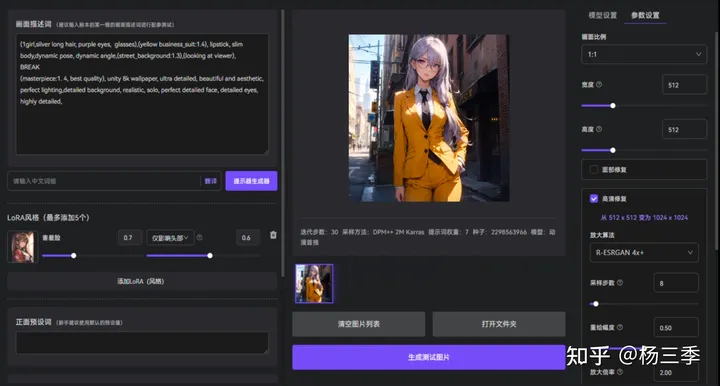 画面描述词 (建议输入剧本的第一幅的画面描述词进行配参测试)
(1girl,silver long hair, purple eyes, glasses),(yellow business_suit:1.4), lipstick, slim
body,dynamic pose, dynamic angle,(street_background:1.3),(looking at viewer),
BREAK
(masterpiece:1. 4, best quality), unity 8k wallpaper, ultra detailed, beautiful and aesthetic,
perfect lighting,detailed background, realistic, solo, perfect detailed face, detailed eyes,
highly detailed,
请输入中文词组
翻译
提示器生成器
LoRA风格 (最多添加5个)
害羞脸
0.7
仅影响头部
0.6
添加LoRA (风格)
正面预设词 (新手建议使用默认的预设值)
迭代步数: 30 采样方法: DPM++ 2M Karras 提示词权重: 7 种子: 2298563966 模型: 动
漫首推
清空图片列表
打开文件夹
生成测试图片
模型设置
参数设置
画面比例
1:1
宽度
512
高度
512
面部修复
高清修复
从 512 x 512 变为 1024 x 1024
放大算法
R-ESRGAN 4x+
采样步数
8
重绘幅度
0.50
放大倍率
2.00
知乎 @杨三季